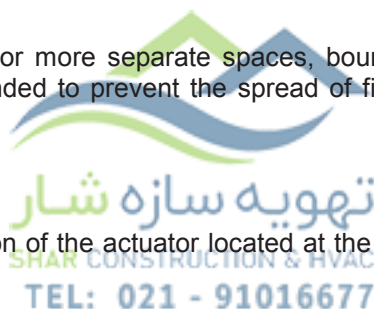 or more separate spaces, boun
nded to prevent the spread of fi
تهویه سازه شار
on of the actuator located at the
SHAR CONSTRUCTION & HVAC
TEL: 021 - 91016677